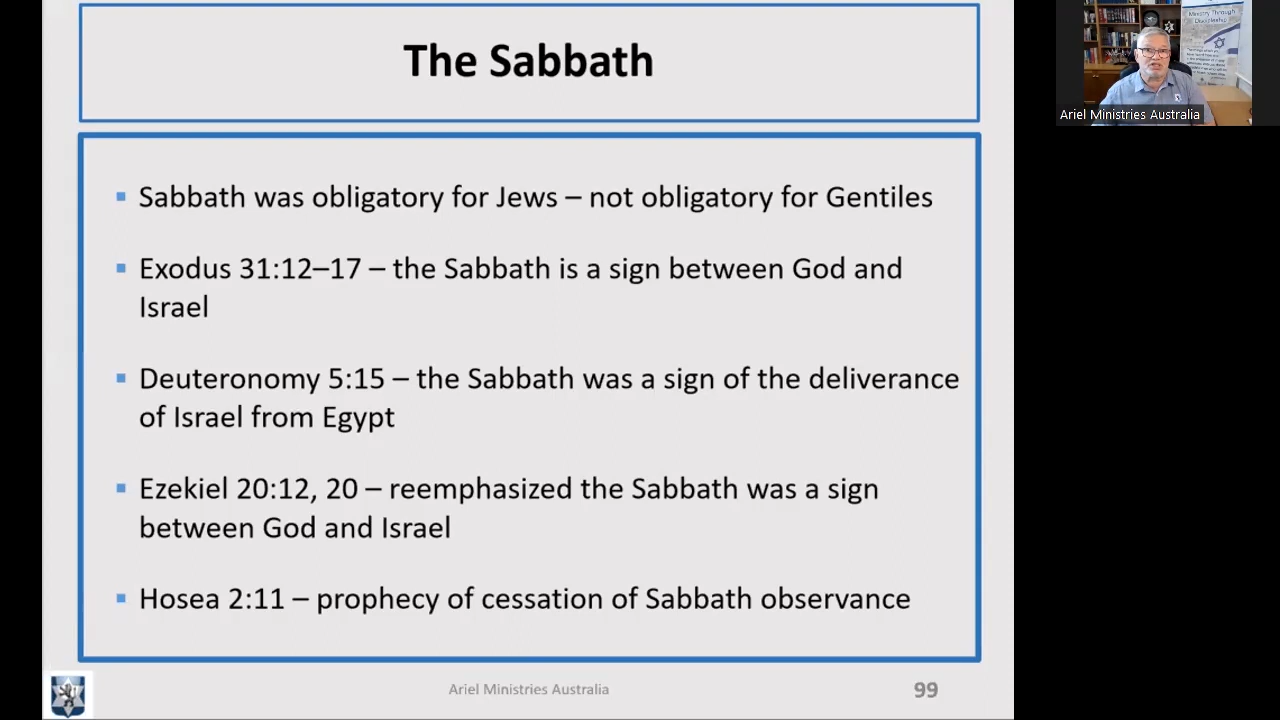 The Sabbath
Sabbath was obligatory for Jews – not obligatory for Gentiles
Exodus 31:12–17 – the Sabbath is a sign between God and
Israel
Deuteronomy 5:15 – the Sabbath was a sign of the deliverance
of Israel from Egypt
Ezekiel 20:12, 20 – reemphasized the Sabbath was a sign
between God and Israel
Hosea 2:11 – prophecy of cessation of Sabbath observance
Ariel Ministries Australia
99
Ministry Through
Discipleship
Ariel Ministries Australia